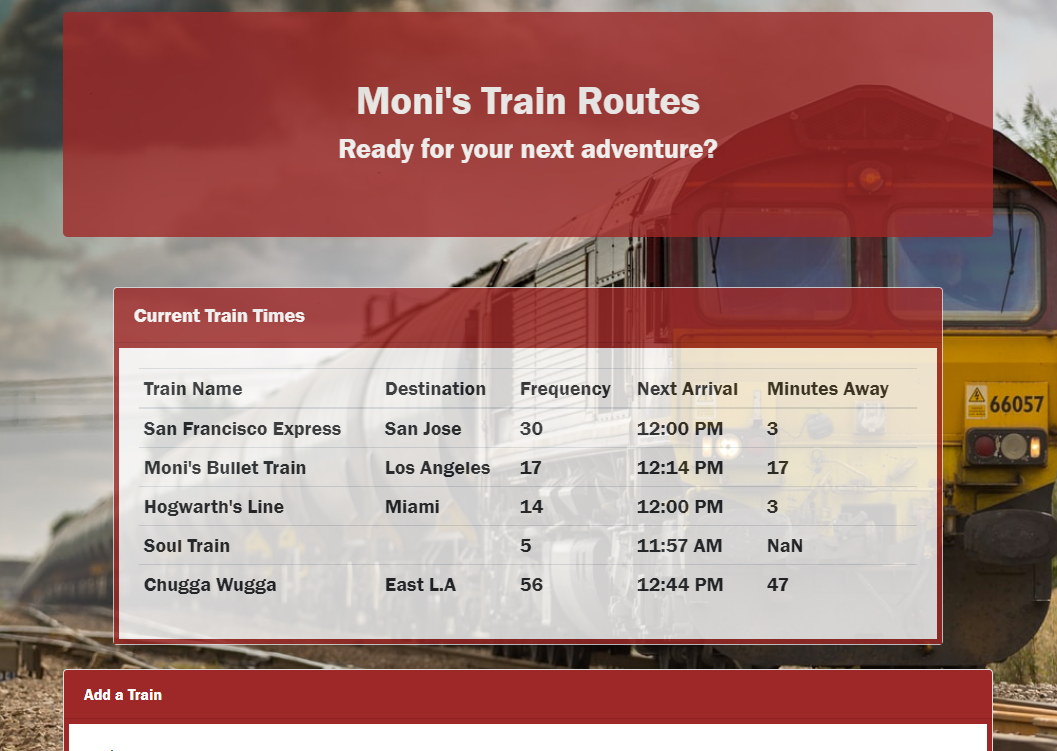 Moni's Train Routes
Ready for your next adventure?
Current Train Times
Train Name Destination Frequency Next Arrival Minutes Away
San Francisco Express San Jose 30 12:00 PM 3
Moni's Bullet Train Los Angeles 17 12:14 PM 17
Hogwarth's Line Miami 14 12:00 PM 3
Soul Train 5 11:57 AM NaN
Chugga Wugga East L.A 56 12:44 PM 47
66057
Add a Train